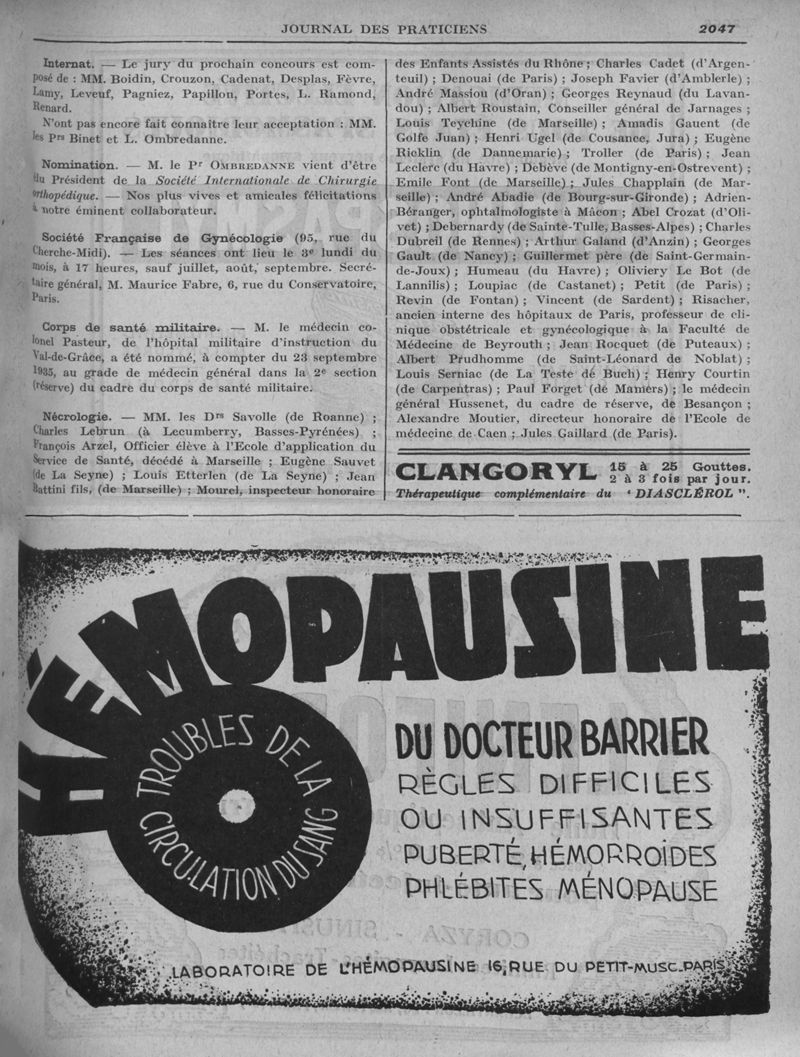 JOURNAL DES PRATICIENS 2047
Internat. — Le jury du prochain concours est com-
posé de : MM. Boidin, Crouzon, Cadenat, Desplas, Fèvre,
Lamy, Leveuf, Pagniez, Papillon, Portes, L. Ramond,
Renard.
N'ont pas encore fait connaître leur acceptation : MM.
les Prs Binet et L. Ombredanne.
Nomination. — M. le Pr OMBREDANNE vient d'être
du Président de la Société Internationale de Chirurgie
orthopédique. — Nos plus vives et amicales félicitations
à notre éminent collaborateur.
Société Française de Gynécologie (95, rue du
Cherche-Midi). — Les séances ont lieu le 3e lundi du
mois, à 17 heures, sauf juillet, août, septembre. Secré-
taire général, M. Maurice Fabre, 6, rue du Conservatoire,
Paris.
Corps de santé militaire. — M. le médecin co-
lonel Pasteur, de l'hôpital militaire d'instruction du
Val-de-Grâce, a été nommé, à compter du 23 septembre
1935, au grade de médecin général dans la 2e section
(réserve) du cadre du corps de santé militaire.
Nécrologie. — MM. les Drs Savolle (de Roanne) ;
Charles Lebrun (à Lecumberry, Basses-Pyrénées) ;
François Arzel, Officier élève à l'Ecole d'application du
Service de Santé, décédé à Marseille ; Eugène Sauvet
(de La Seyne) ; Louis Etterlen (de La Seyne) ; Jean
Battini fils, (de Marseille) ; Mourel, inspecteur honoraire
des Enfants Assistés du Rhône ; Charles Cadet (d'Argen-
teuil) ; Denouai (de Paris) ; Joseph Favier (d'Amblerle) ;
André Massiou (d'Oran) ; Georges Reynaud (du Lavan-
dou) ; Albert Roustain, Conseiller général de Jarnages ;
Louis Teychine (de Marseille) ; Amadis Gauent (de
Golfe Juan) ; Henri Ugel (de Cousance, Jura) ; Eugène
Ricklin (de Dannemarie) ; Troller (de Paris) ; Jean
Leclerc (du Havre) ; Debève (de Montigny-en-Ostrevent) ;
Emile Font (de Marseille) ; Jules Chapplain (de Mar-
seille) ; André Abadie (de Bourg-sur-Gironde) ; Adrien-
Béranger, ophtalmologiste à Mâcon ; Abel Crozat (d'Oli-
vet) ; Debernardy (de Sainte-Tulle, Basses-Alpes) ; Charles
Dubreil (de Rennes) ; Arthur Galand (d'Anzin) ; Georges
Gault (de Nancy) ; Guillermet père (de Saint-Germain-
de-Joux) ; Humeau (du Havre) ; Oliviery Le Bot (de
Lannilis) ; Loupiac (de Castanet) ; Petit (de Paris) ;
Revin (de Fontan) ; Vincent (de Sardent) ; Risacher,
ancien interne des hôpitaux de Paris, professeur de cli-
nique obstétricale et gynécologique à la Faculté de
Médecine de Beyrouth ; Jean Rocquet (de Puteaux) ;
Albert Prudhomme (de Saint-Léonard de Noblat) ;
Louis Serniac (de La Teste dé Buch) ; Henry Courtin
(de Carpentras) ; Paul Forget (de Mamers) ; le médecin
général Hussenet, du cadre de réserve, de Besançon ;
Alexandre Moutier, directeur honoraire de l'Ecole de
médecine de Caen ; Jules Gaillard (de Paris).
CLANGORYL 15 à 25 Gouttes.
2 à 3 fois par jour.
Thérapeutique complémentaire du ‘ DIASCLÉROL ”.
HÉMOPAUSINE
TROUBLES DE LA
CIRCULATION DU SANG
DU DOCTEUR BARRIER
RÈGLES DIFFICILES
OU INSUFFISANTES
PUBERTÉ, HÉMORROÏDES
PHLÉBITES MÉNOPAUSE
LABORATOIRE DE L'HÉMOPAUSINE 16, RUE DU PETIT-MUSC-PARIS